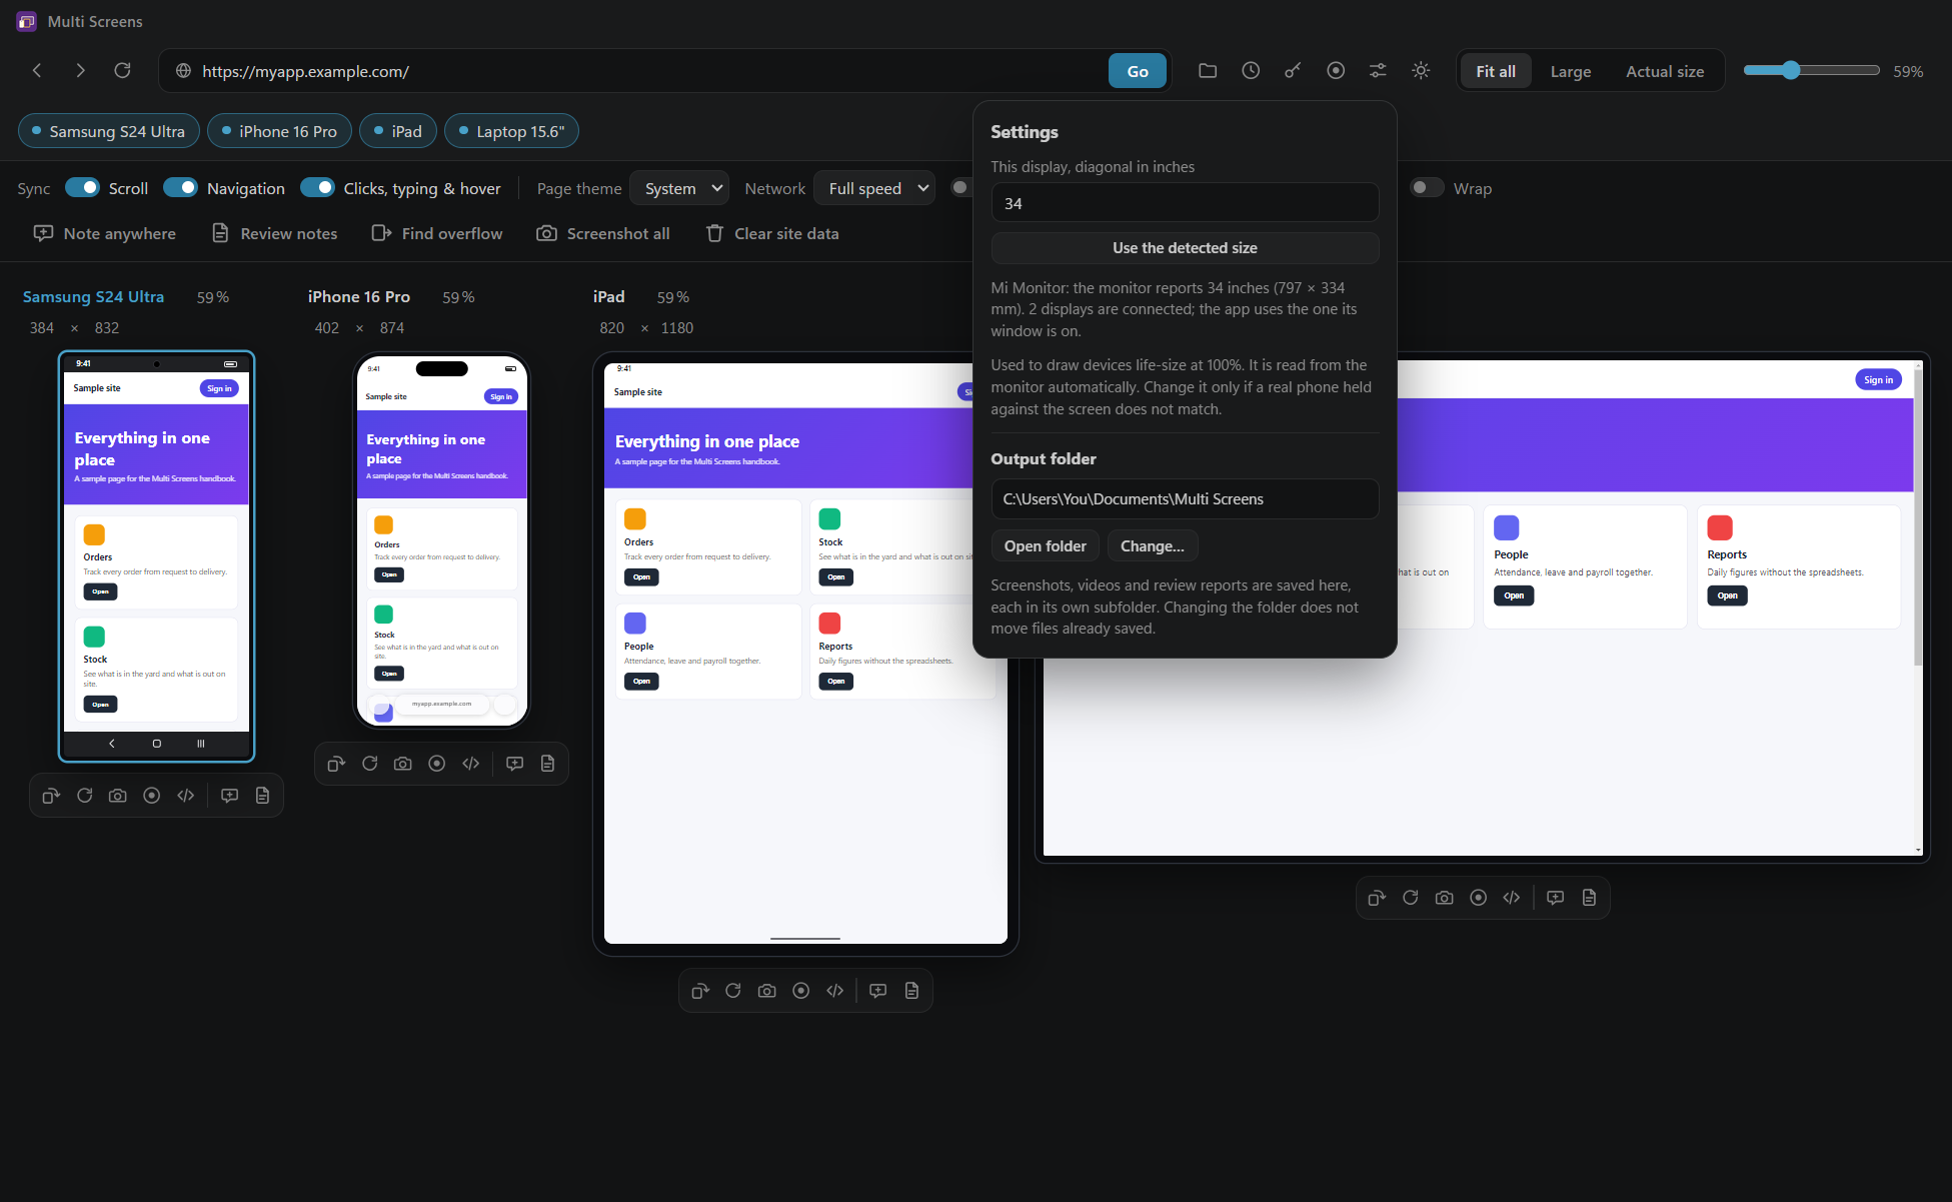 Multi Screens
https://myapp.example.com/
Go
Fit all
Large
Actual size
59%
Samsung S24 Ultra
iPhone 16 Pro
iPad
Laptop 15.6"
Sync
Scroll
Navigation
Clicks, typing & hover
Page theme
System
Network
Full speed
Wrap
Note anywhere
Review notes
Find overflow
Screenshot all
Clear site data
Settings
This display, diagonal in inches
34
Use the detected size
Mi Monitor: the monitor reports 34 inches (797 × 334
mm). 2 displays are connected; the app uses the one its
window is on.
Used to draw devices life-size at 100%. It is read from the
monitor automatically. Change it only if a real phone held
against the screen does not match.
Output folder
C:\Users\You\Documents\Multi Screens
Open folder
Change...
Screenshots, videos and review reports are saved here,
each in its own subfolder. Changing the folder does not
move files already saved.
Samsung S24 Ultra
59 %
384 × 832
9:41
Sample site
Sign in
Everything in one
place
A sample page for the Multi Screens handbook.
Orders
Track every order from request to delivery.
Open
Stock
See what is in the yard and what is out on
site.
Open
iPhone 16 Pro
59 %
402 × 874
9:41
Sample site
Sign in
Everything in one
place
A sample page for the Multi Screens handbook.
Orders
Track every order from request to delivery.
Open
Stock
See what is in the yard and what is out on
site.
Open
myapp.example.com
iPad
59 %
820 × 1180
9:41
Sample site
Si
Everything in one place
A sample page for the Multi Screens handbook.
Orders
Track every order from request to delivery.
Open
Stock
See what is in the yard and what is out on sit
Open
People
Attendance, leave and payroll together.
Open
Reports
Daily figures without the spreadsheets.
Open
Sign in
hat is out on
People
Attendance, leave and payroll together.
Open
Reports
Daily figures without the spreadsheets.
Open